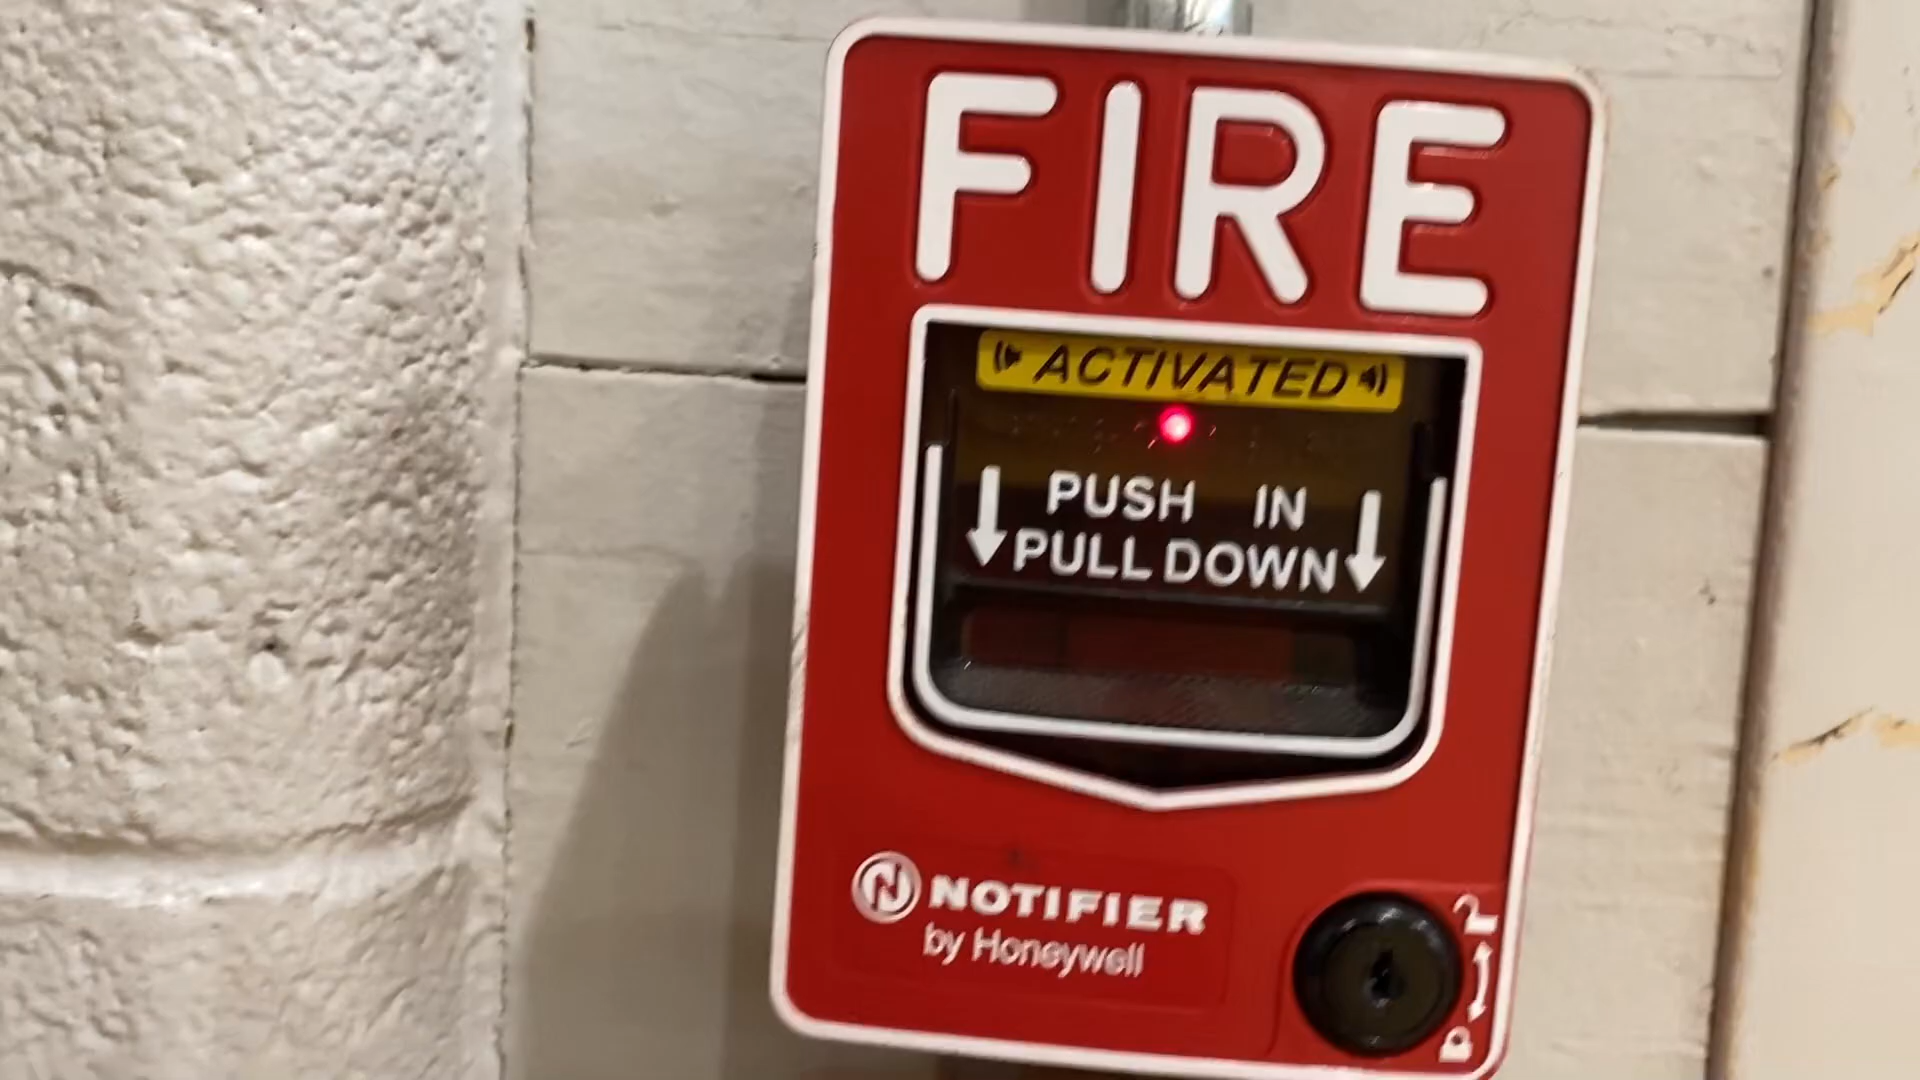 FIRE
ACTIVATED
PUSH IN
PULL DOWN
NOTIFIER
by Honeywell